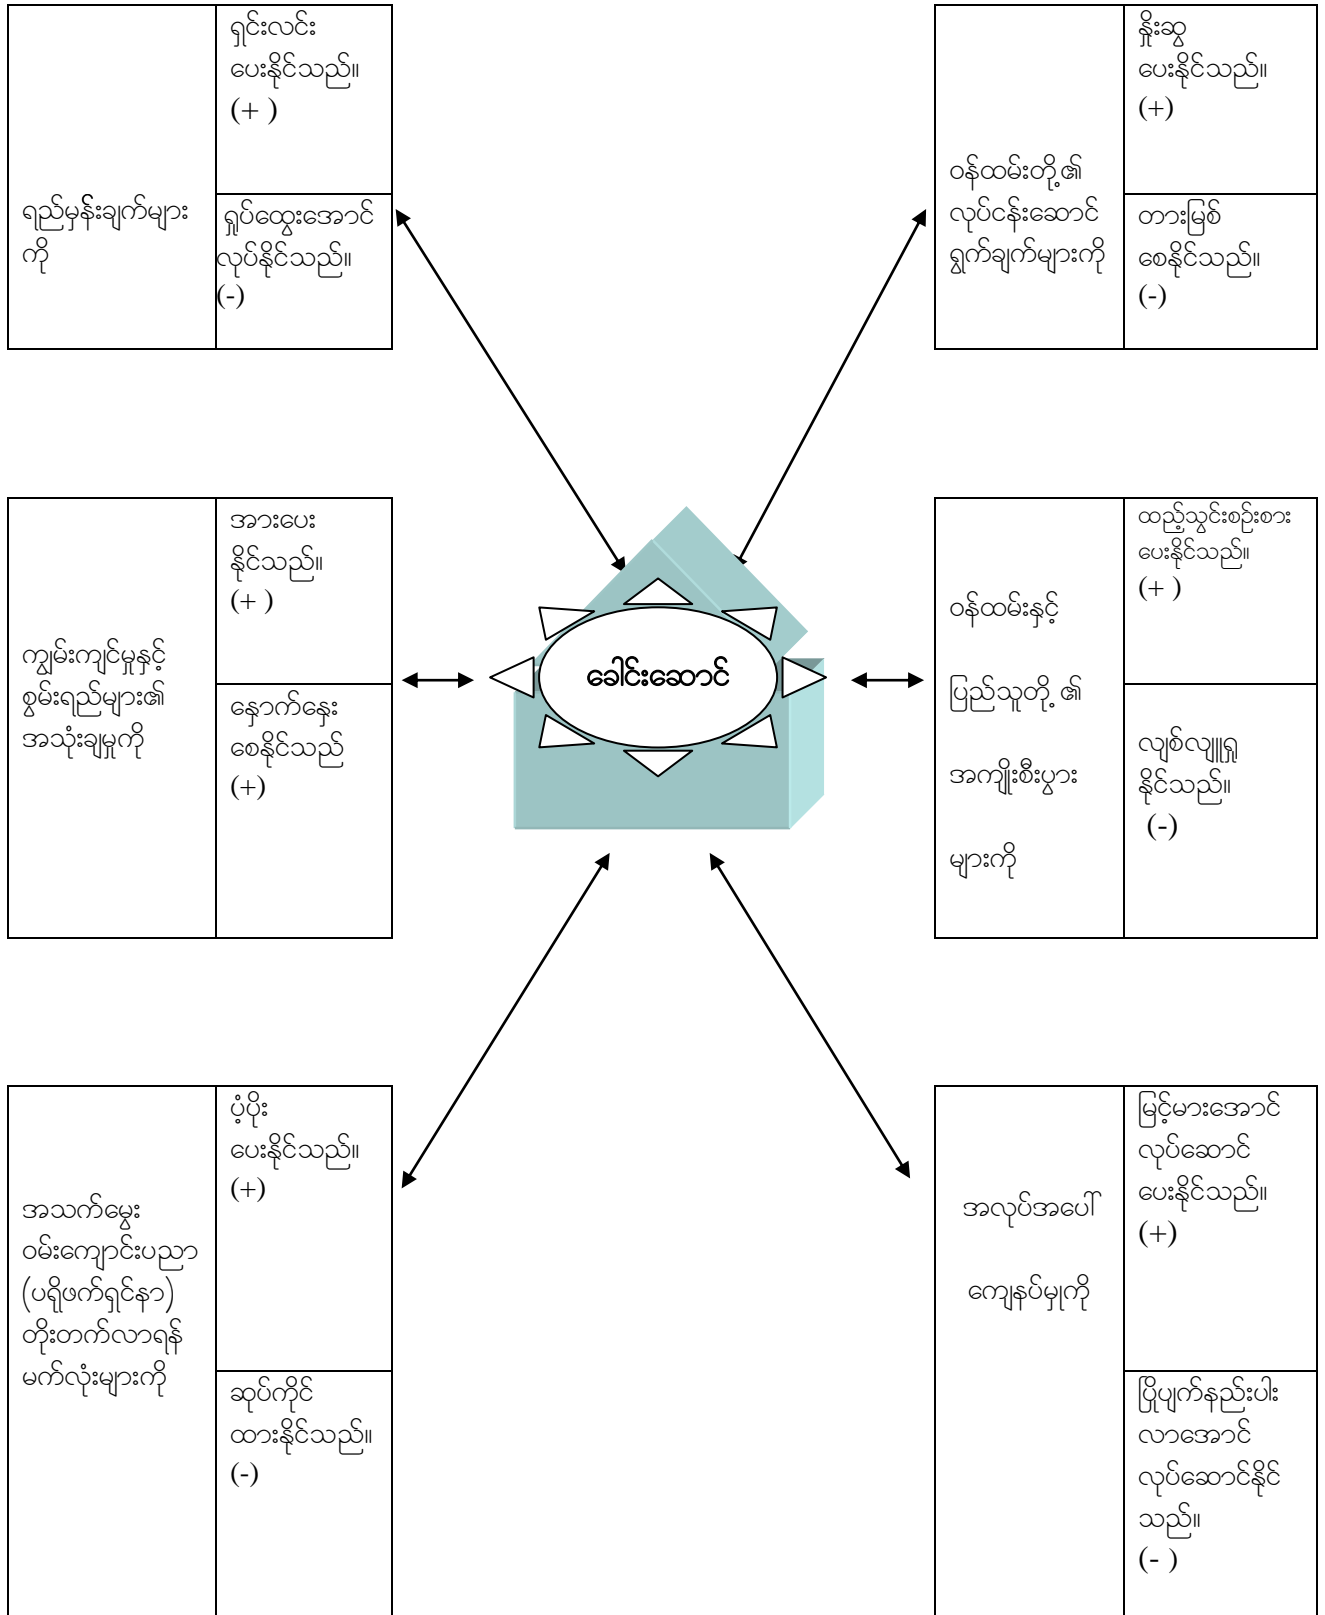 ရည်မှန်းချက်များ
ကို
ရှင်းလင်း
ပေးနိုင်သည်။
(+ )
ရှုပ်ထွေးအောင်
လုပ်နိုင်သည်။
(-)
ဝန်ထမ်းတို့၏
လုပ်ငန်းဆောင်
ရွက်ချက်များကို
နှိုးဆွ
ပေးနိုင်သည်။
(+)
တားမြစ်
စေနိုင်သည်။
(-)
ကျွမ်းကျင်မှုနှင့်
စွမ်းရည်များ၏
အသုံးချမှုကို
အားပေး
နိုင်သည်။
(+ )
နှောက်နှေး
စေနိုင်သည်
(+)
ခေါင်းဆောင်
ဝန်ထမ်းနှင့်
ပြည်သူတို့ ၏
အကျိုးစီးပွား
များကို
ထည့်သွင်းစဉ်းစား
ပေးနိုင်သည်။
(+ )
လျစ်လျူရှု
နိုင်သည်။
(-)
အသက်မွေး
ဝမ်းကျောင်းပညာ
(ပရိုဖက်ရှင်နာ)
တိုးတက်လာရန်
မက်လုံးများကို
ပံ့ပိုး
ပေးနိုင်သည်။
(+)
ဆုပ်ကိုင်
ထားနိုင်သည်။
(-)
အလုပ်အပေါ်
ကျေနပ်မှုကို
မြင့်မားအောင်
လုပ်ဆောင်
ပေးနိုင်သည်။
(+)
ပြိုပျက်နည်းပါး
လာအောင်
လုပ်ဆောင်နိုင်
သည်။
(- )